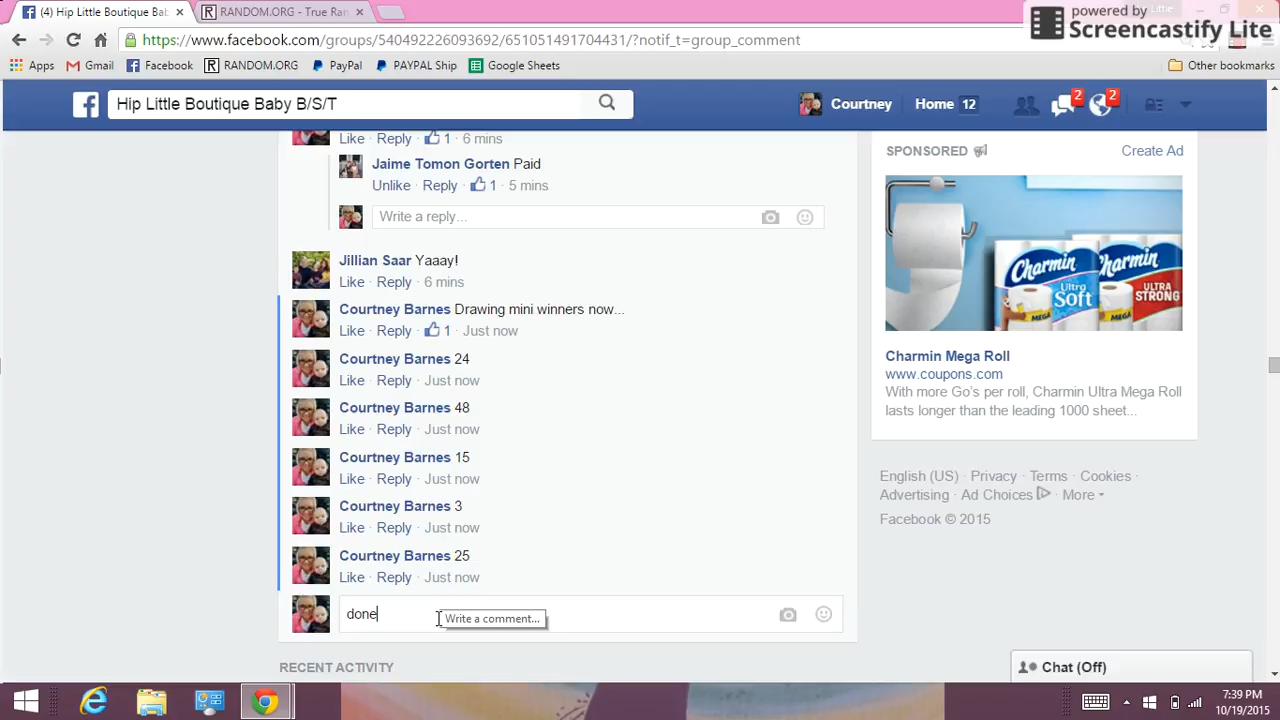 (4) Hip Little Boutique Baby
RANDOM.ORG - True Ran
powered by
Screencastify Lite
https://www.facebook.com/
1704431/?notif_t=group_comment
Apps
Gmail
Facebook
RANDOM.ORG
PayPal
PAYPAL Ship
Google Sheets
Other bookmarks
Hip Little Boutique Baby B/S/T
Courtney
Home 12
2
2
Like · Reply · 1 · 6 mins
Jaime Tomon Gorten Paid
Unlike · Reply · 1 · 5 mins
Write a reply...
Jillian Saar Yaaay!
Like · Reply · 6 mins
Courtney Barnes Drawing mini winners now...
Like · Reply · 1 · Just now
Courtney Barnes 24
Like · Reply · Just now
Courtney Barnes 48
Like · Reply · Just now
Courtney Barnes 15
Like · Reply · Just now
Courtney Barnes 3
Like · Reply · Just now
Courtney Barnes 25
Like · Reply · Just now
done
Write a comment...
RECENT ACTIVITY
SPONSORED
Create Ad
Charmin
Ultra
Soft
MEGA
Charmin
ULTRA
STRONG
MEGA
Charmin Mega Roll
www.coupons.com
With more Go's per roll, Charmin Ultra Mega Roll
lasts longer than the leading 1000 sheet...
English (US) · Privacy · Terms · Cookies ·
Advertising · Ad Choices · More
Facebook © 2015
Chat (Off)
7:39 PM
10/19/2015